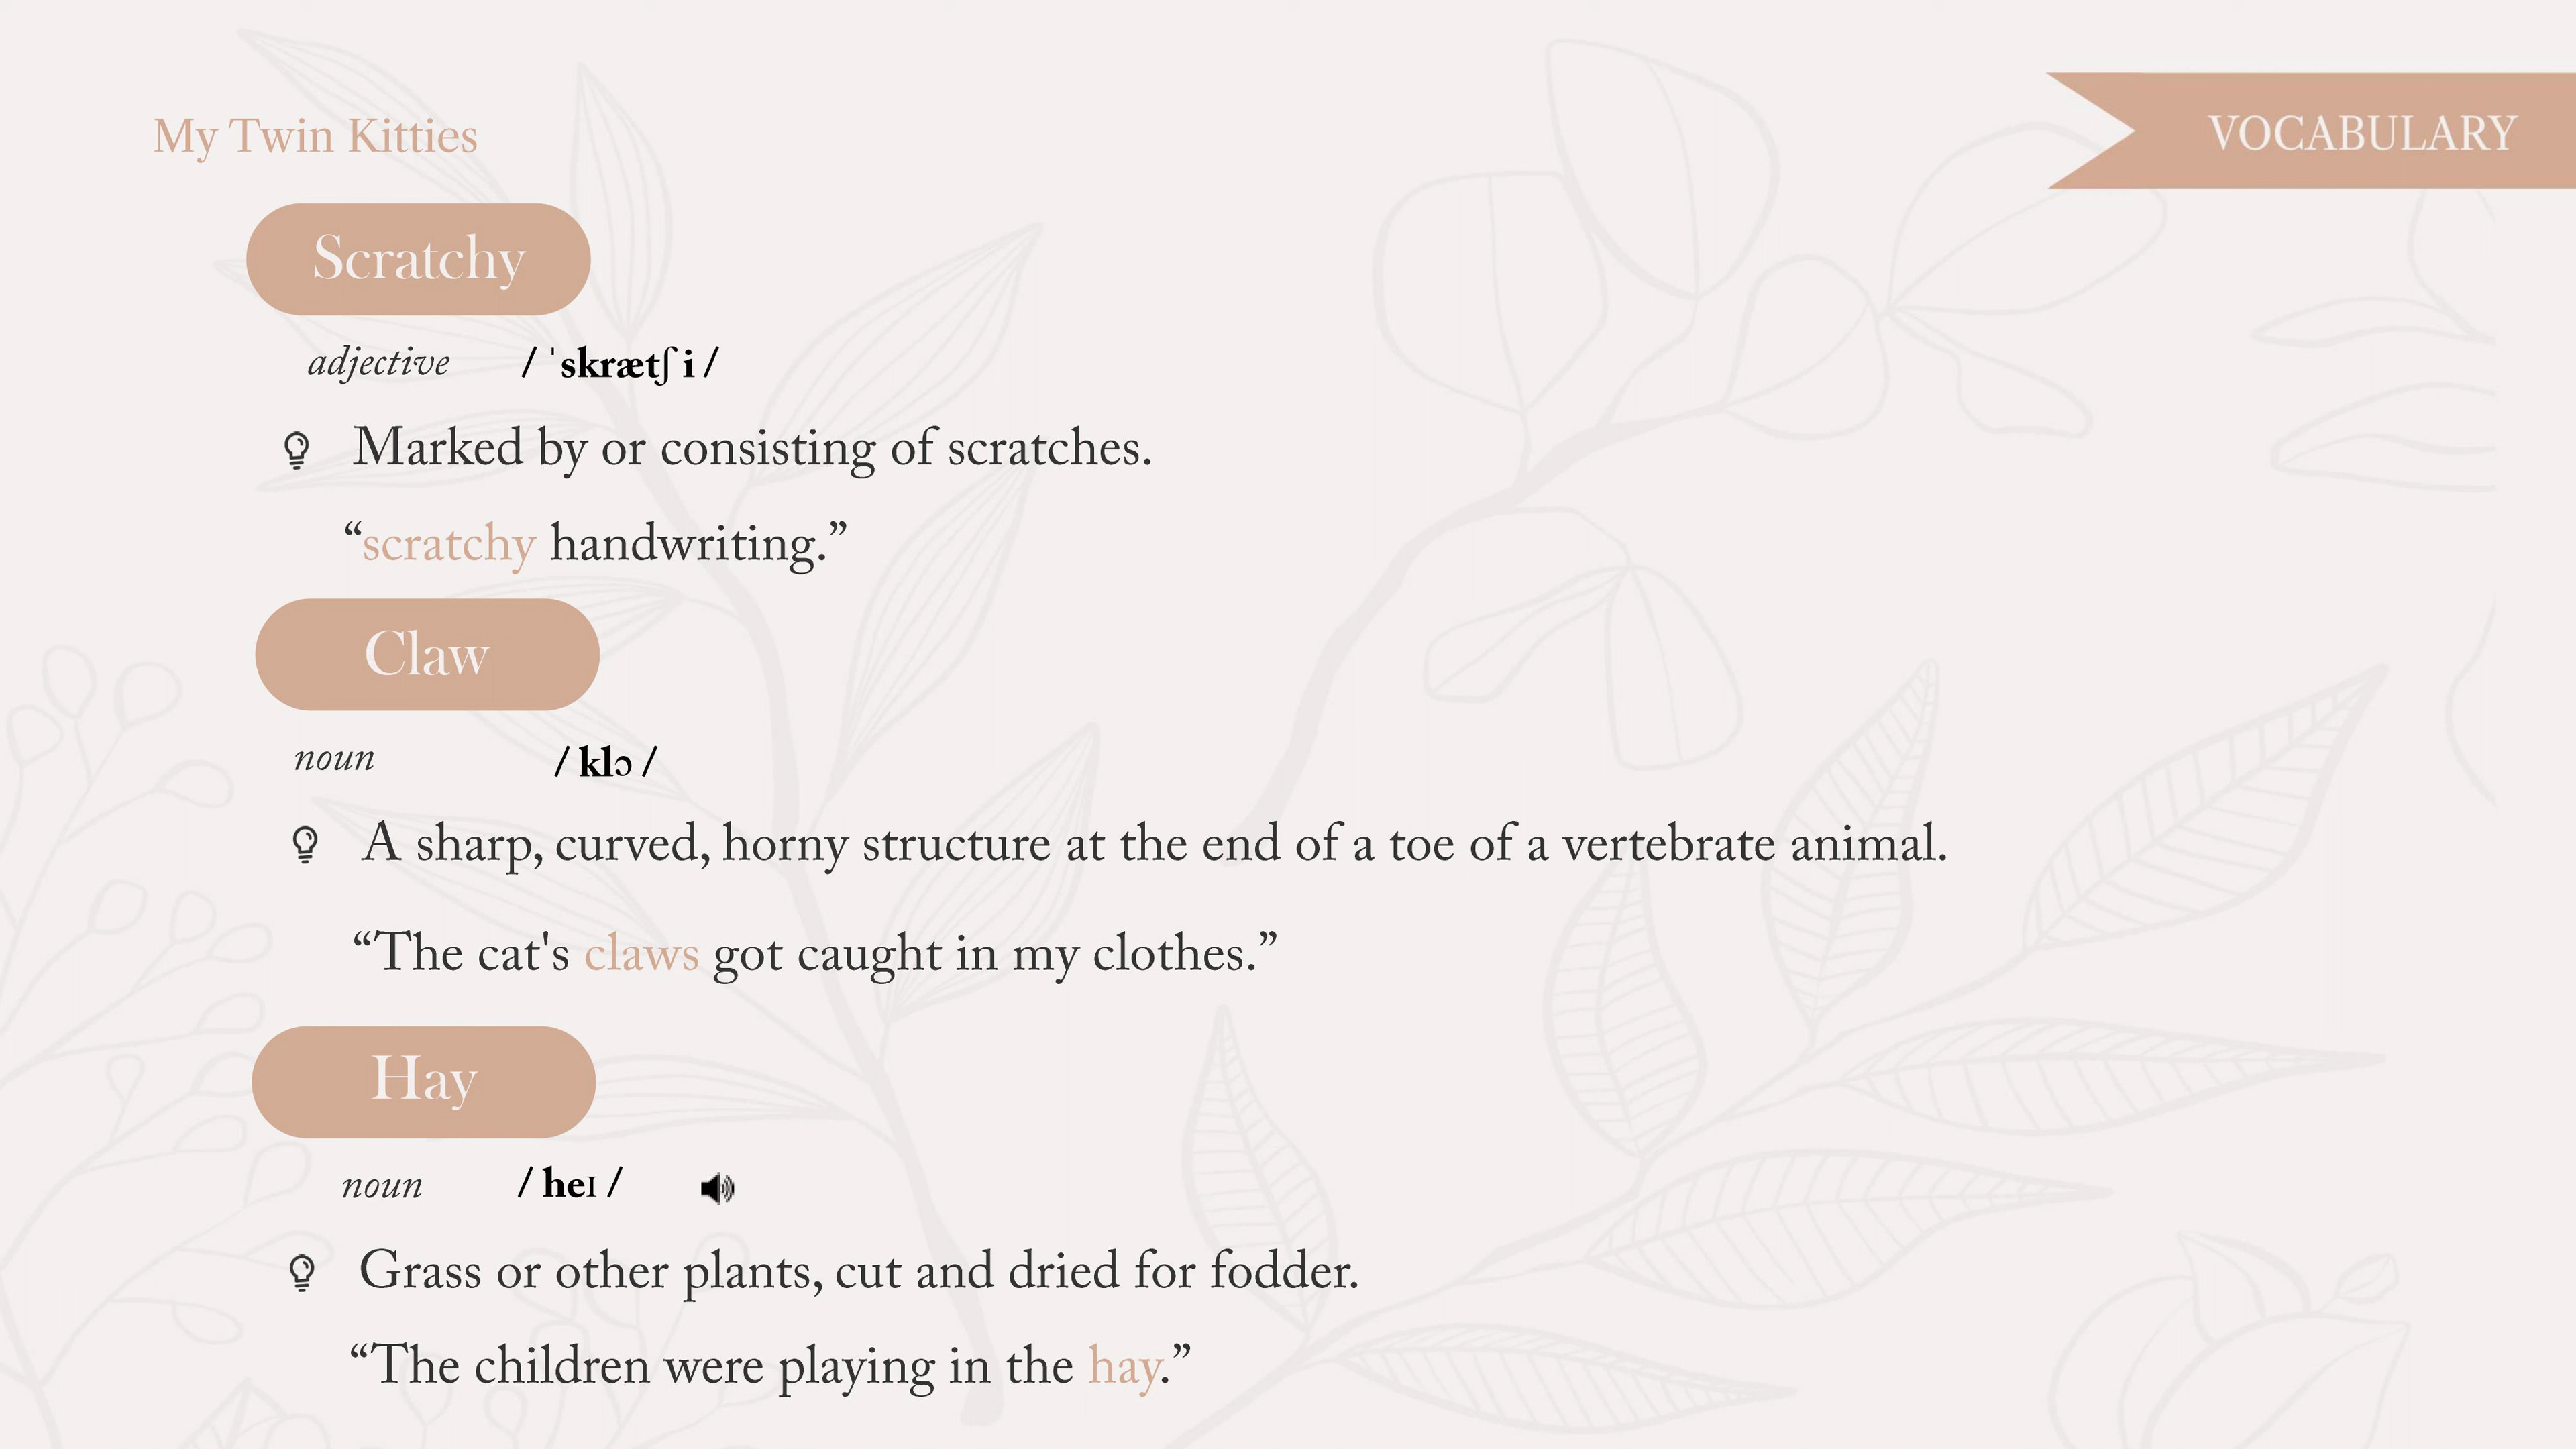 My Twin Kitties
VOCABULARY
Scratchy
adjective / ˈskrætʃ i /
Marked by or consisting of scratches.
“scratchy handwriting.”
Claw
noun / klɔ /
A sharp, curved, horny structure at the end of a toe of a vertebrate animal.
“The cat's claws got caught in my clothes.”
Hay
noun / heɪ /
Grass or other plants, cut and dried for fodder.
“The children were playing in the hay.”